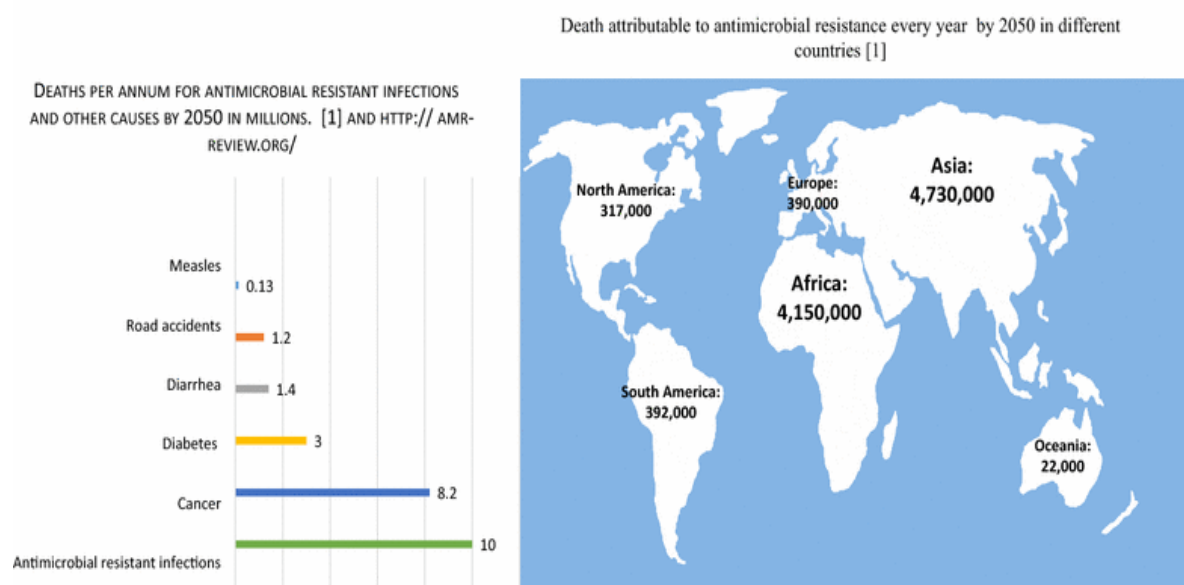 DEATHS PER ANNUM FOR ANTIMICROBIAL RESISTANT INFECTIONS
AND OTHER CAUSES BY 2050 IN MILLIONS. [1] AND HTTP:// AMR-
REVIEW.ORG/
Measles
0.13
Road accidents
1.2
Diarrhea
1.4
Diabetes
3
Cancer
8.2
Antimicrobial resistant infections
10
Death attributable to antimicrobial resistance every year by 2050 in different
countries [1]
North America:
317,000
Europe:
390,000
Asia:
4,730,000
Africa:
4,150,000
South America:
392,000
Oceania:
22,000